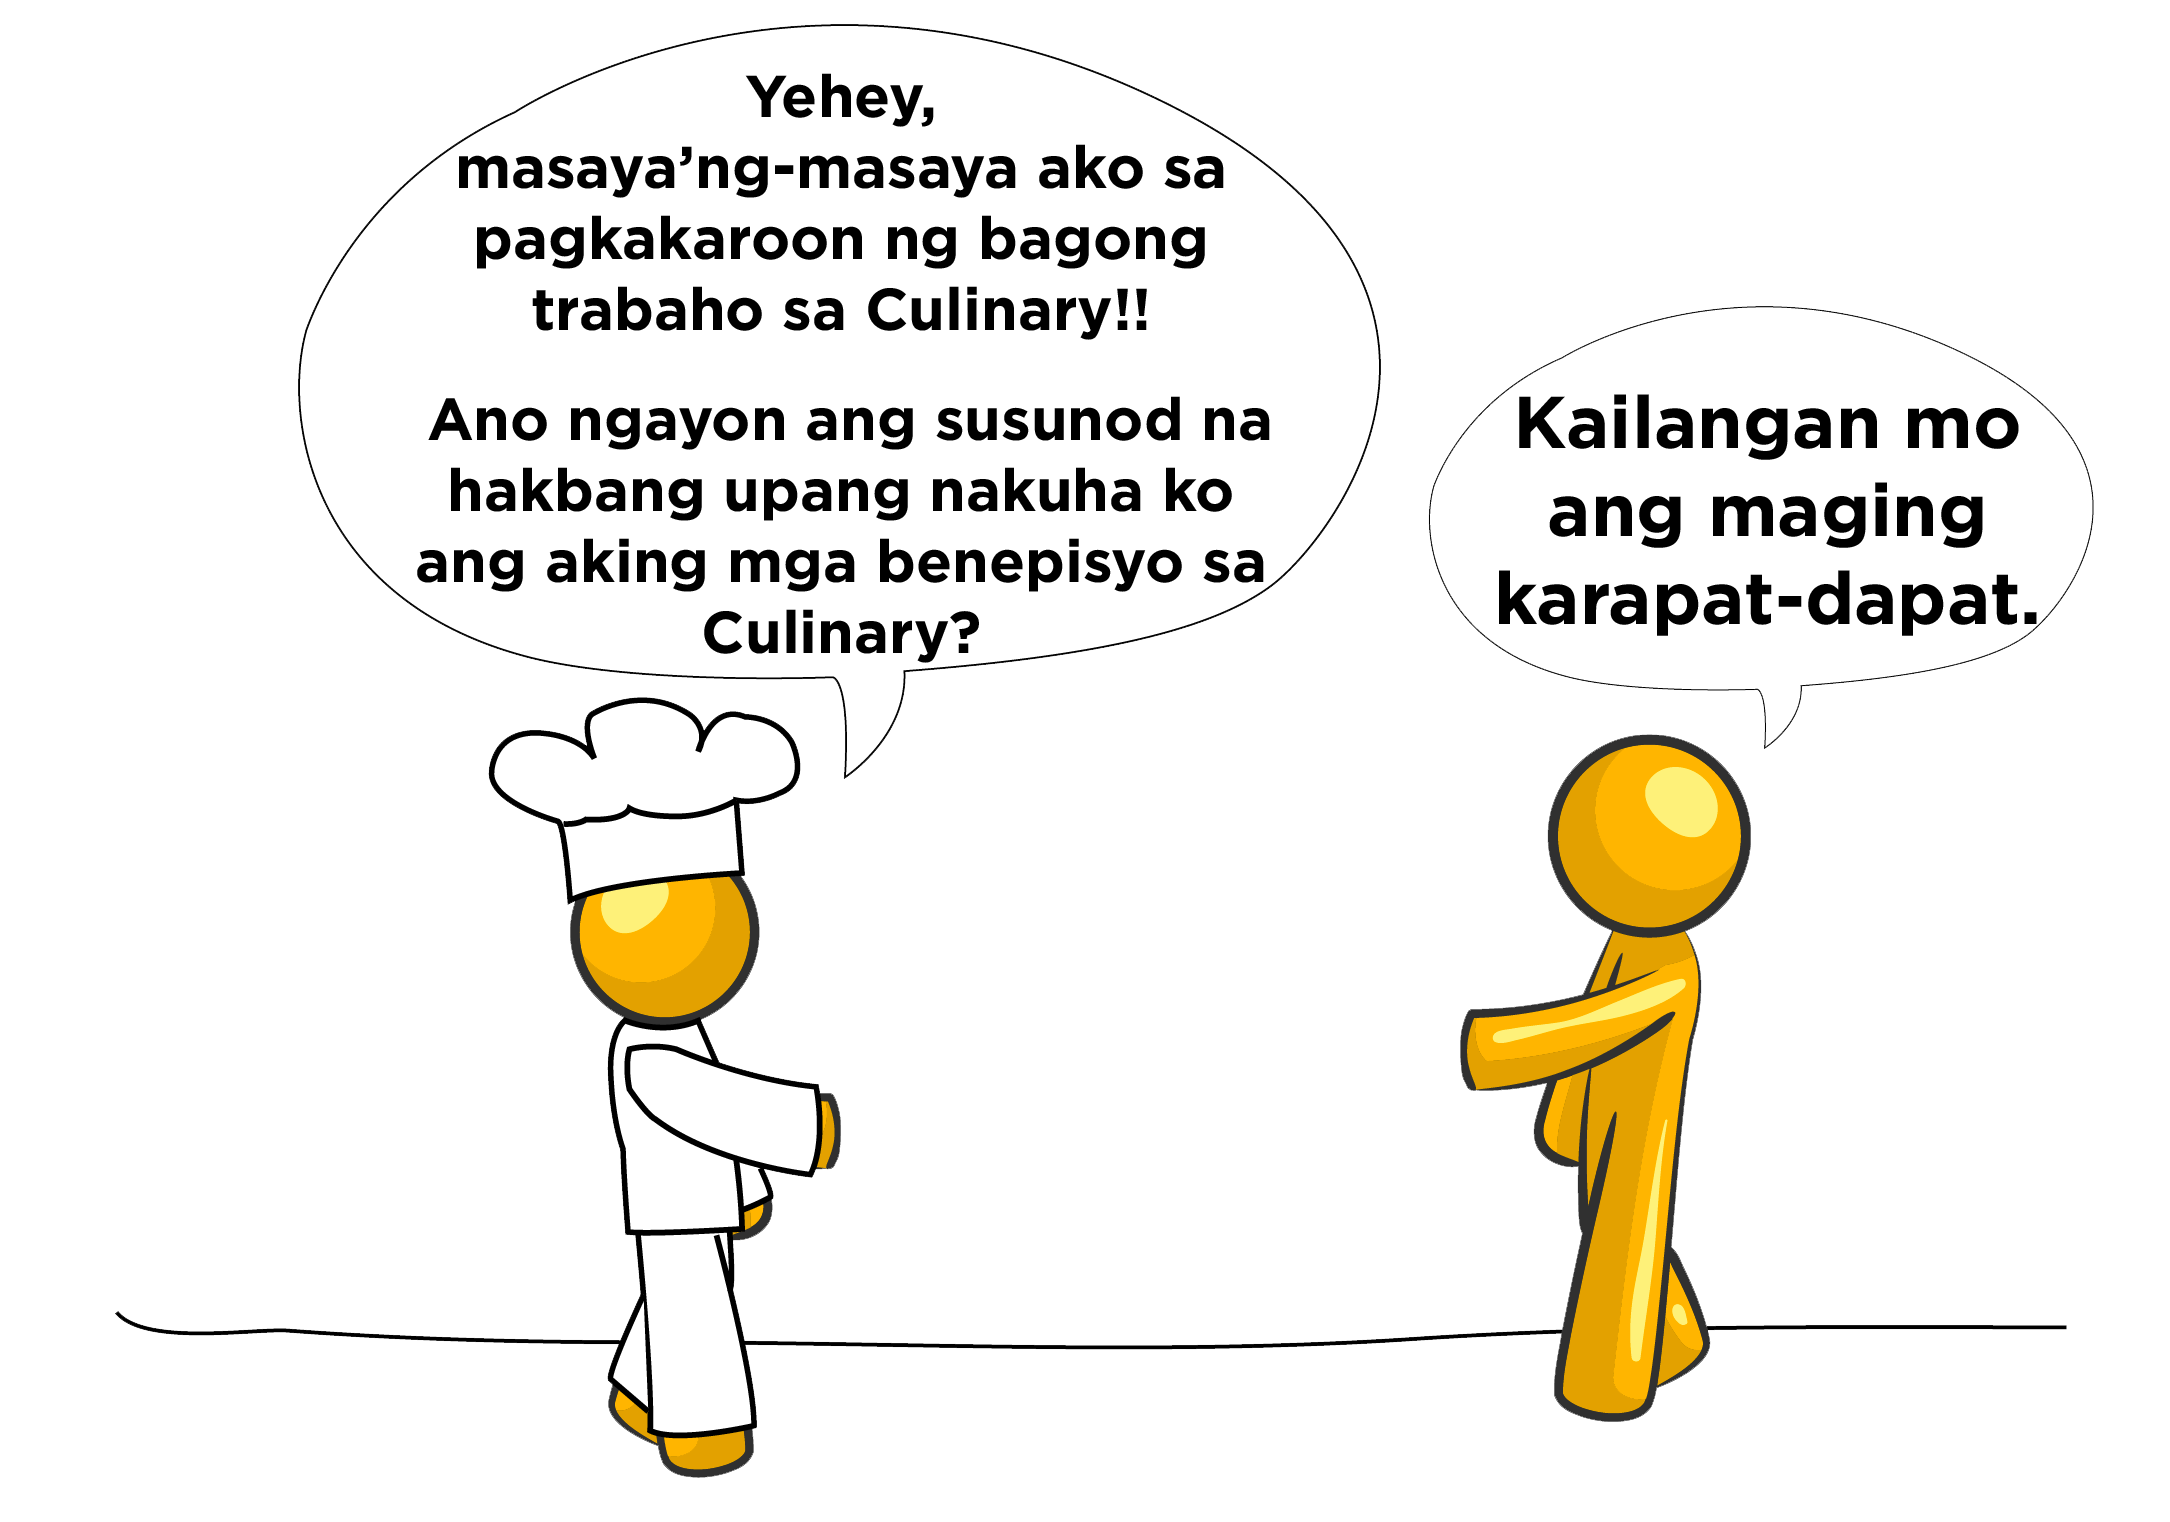 Yehey,
masaya’ng-masaya ako sa
pagkakaroon ng bagong
trabaho sa Culinary!!
Ano ngayon ang susunod na
hakbang upang nakuha ko
ang aking mga benepisyo sa
Culinary?
Kailangan mo
ang maging
karapat-dapat.